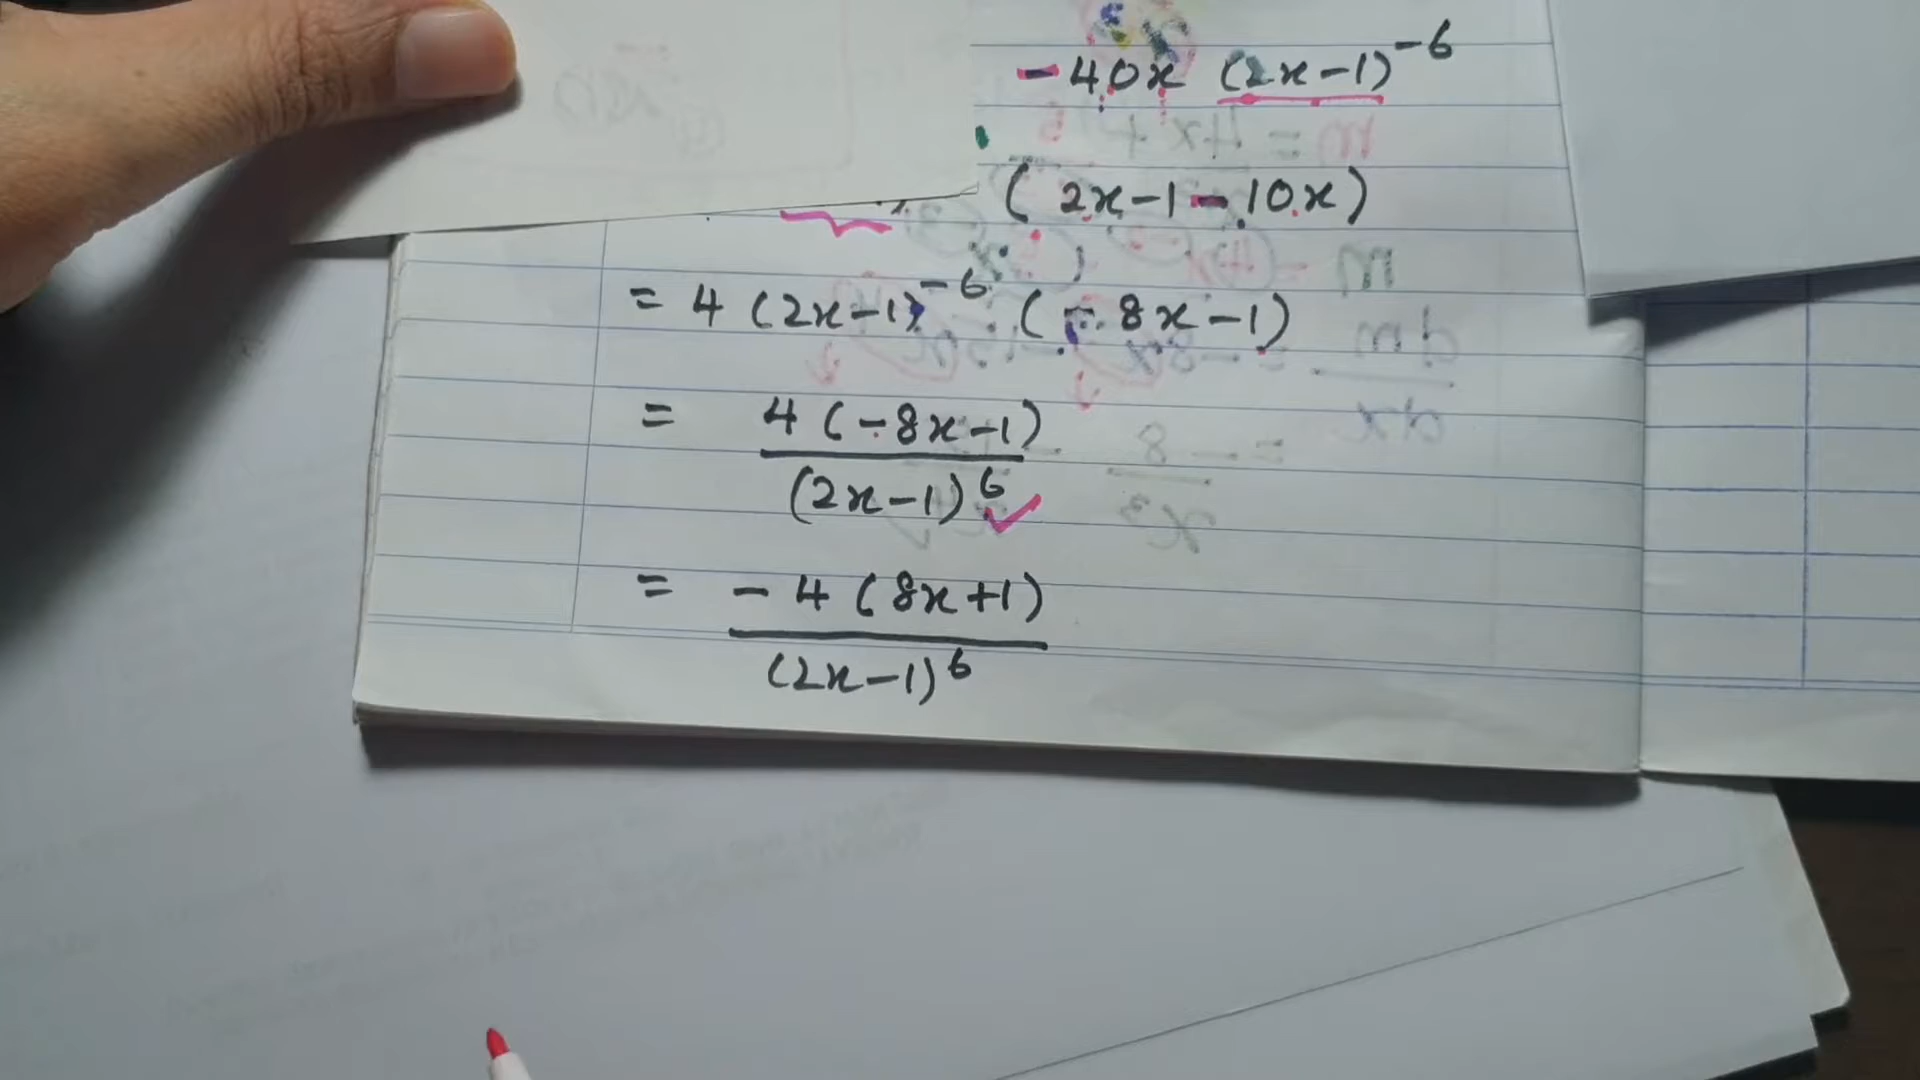 -40x (2x-1)^-6
(2x-1-10x)
= 4 (2x-1)^-6 (-8x-1)
= 4(-8x-1)
(2x-1)^6 ✓
= -4 (8x+1)
(2x-1)^6